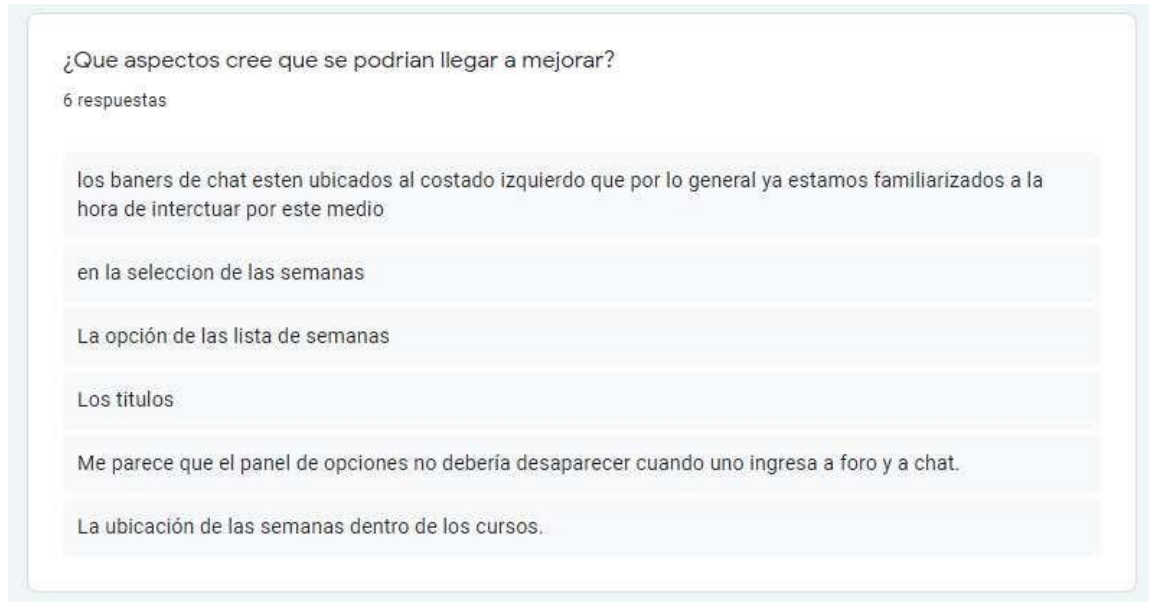 ¿Que aspectos cree que se podrian llegar a mejorar?
6 respuestas
los baners de chat esten ubicados al costado izquierdo que por lo general ya estamos familiarizados a la
hora de interctuar por este medio
en la seleccion de las semanas
La opción de las lista de semanas
Los titulos
Me parece que el panel de opciones no debería desaparecer cuando uno ingresa a foro y a chat.
La ubicación de las semanas dentro de los cursos.